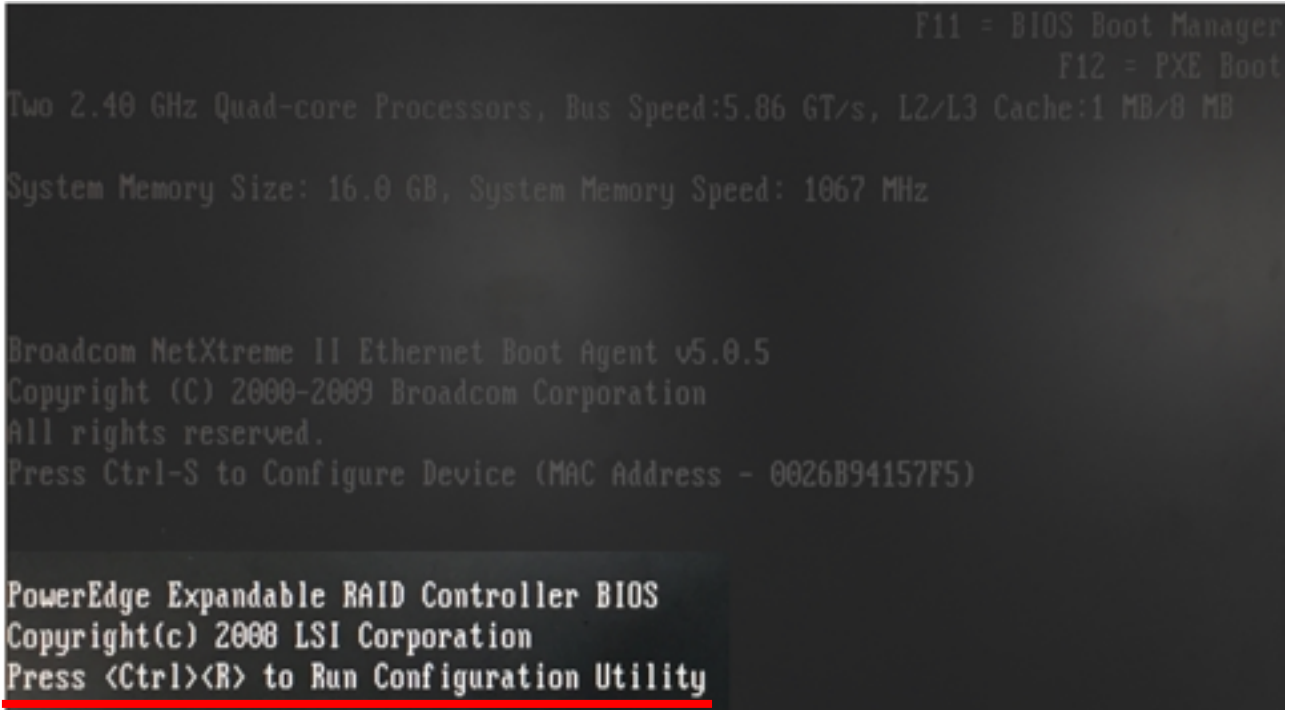 F11 = BIOS Boot Manager
F12 = PXE Boot
Two 2.40 GHz Quad-core Processors, Bus Speed:5.86 GT/s, L2/L3 Cache:1 MB/8 MB
System Memory Size: 16.0 GB, System Memory Speed: 1067 MHz
Broadcom NetXtreme II Ethernet Boot Agent v5.0.5
Copyright (C) 2000-2009 Broadcom Corporation
All rights reserved.
Press Ctrl-S to Configure Device (MAC Address - 0026B94157F5)
PowerEdge Expandable RAID Controller BIOS
Copyright(c) 2008 LSI Corporation
Press <Ctrl><R> to Run Configuration Utility